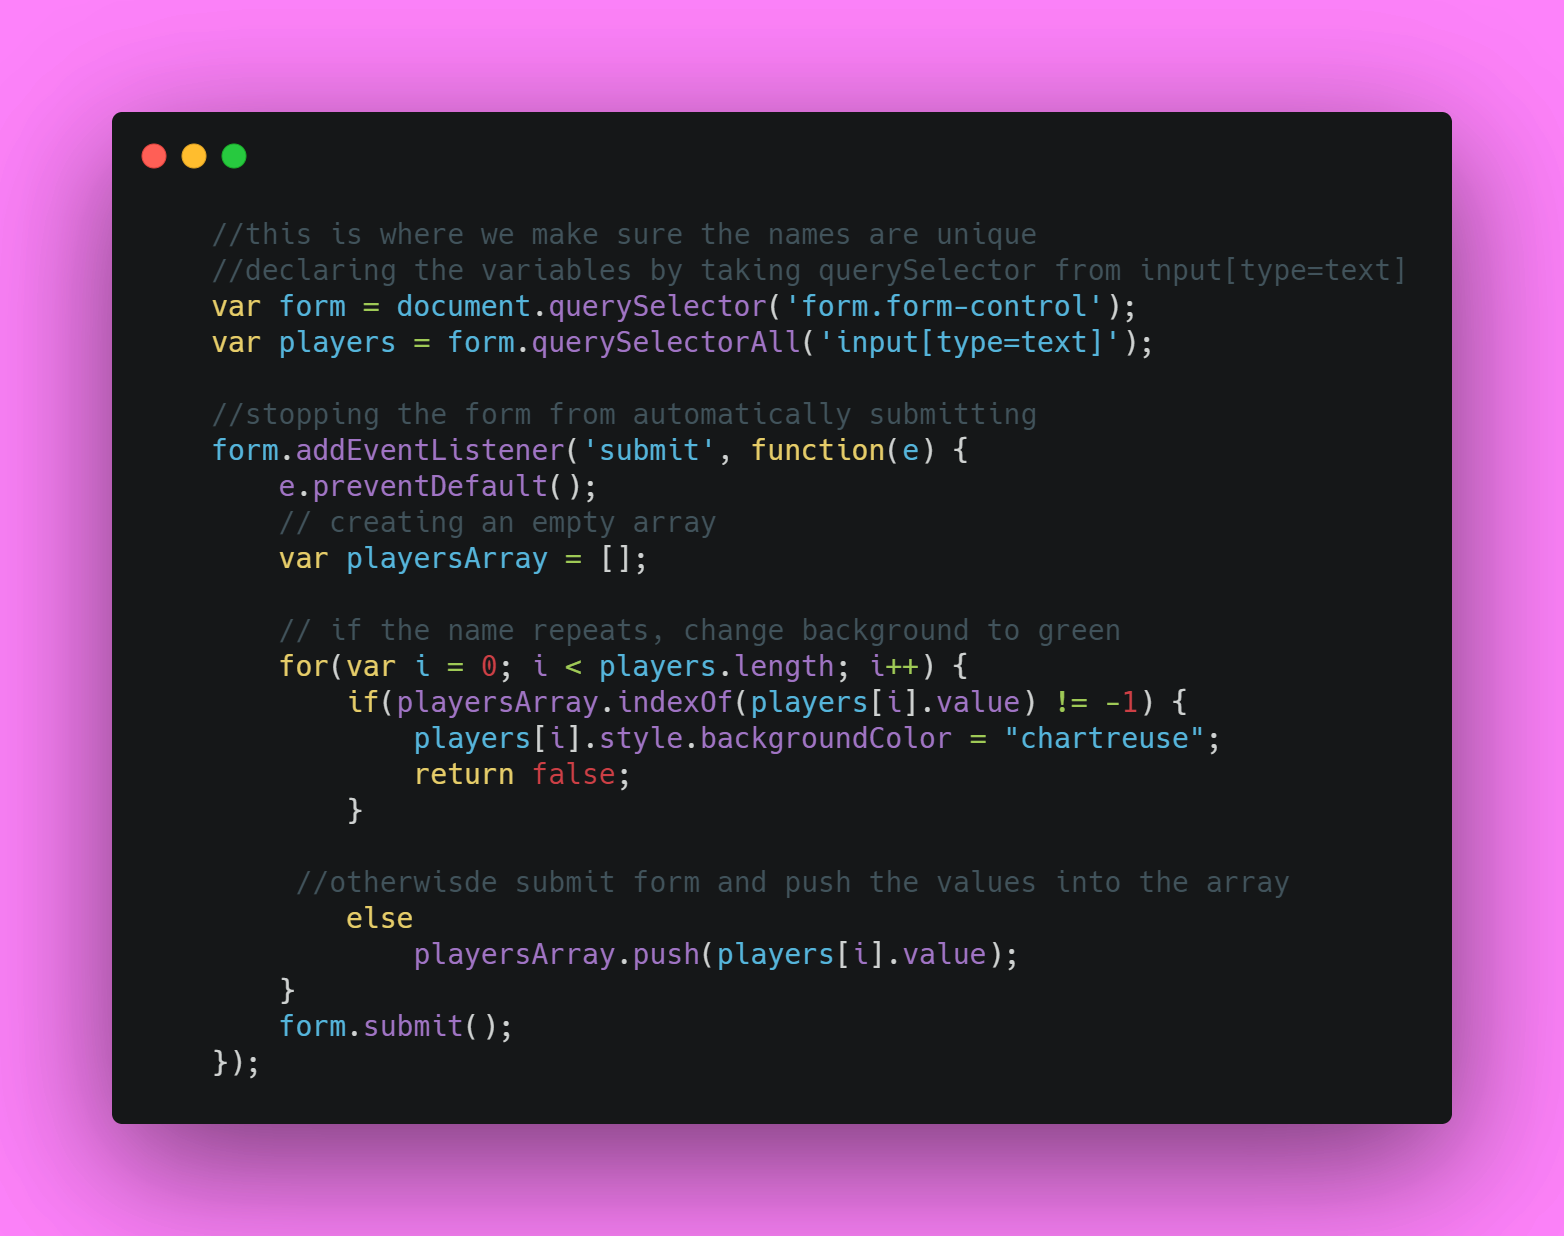 //this is where we make sure the names are unique
//declaring the variables by taking querySelector from input[type=text]
var form = document.querySelector('form.form-control');
var players = form.querySelectorAll('input[type=text]');

//stopping the form from automatically submitting
form.addEventListener('submit', function(e) {
    e.preventDefault();
    // creating an empty array
    var playersArray = [];

    // if the name repeats, change background to green
    for(var i = 0; i < players.length; i++) {
        if(playersArray.indexOf(players[i].value) != -1) {
            players[i].style.backgroundColor = "chartreuse";
            return false;
        }

     //otherwisde submit form and push the values into the array
        else
            playersArray.push(players[i].value);
    }
    form.submit();
});